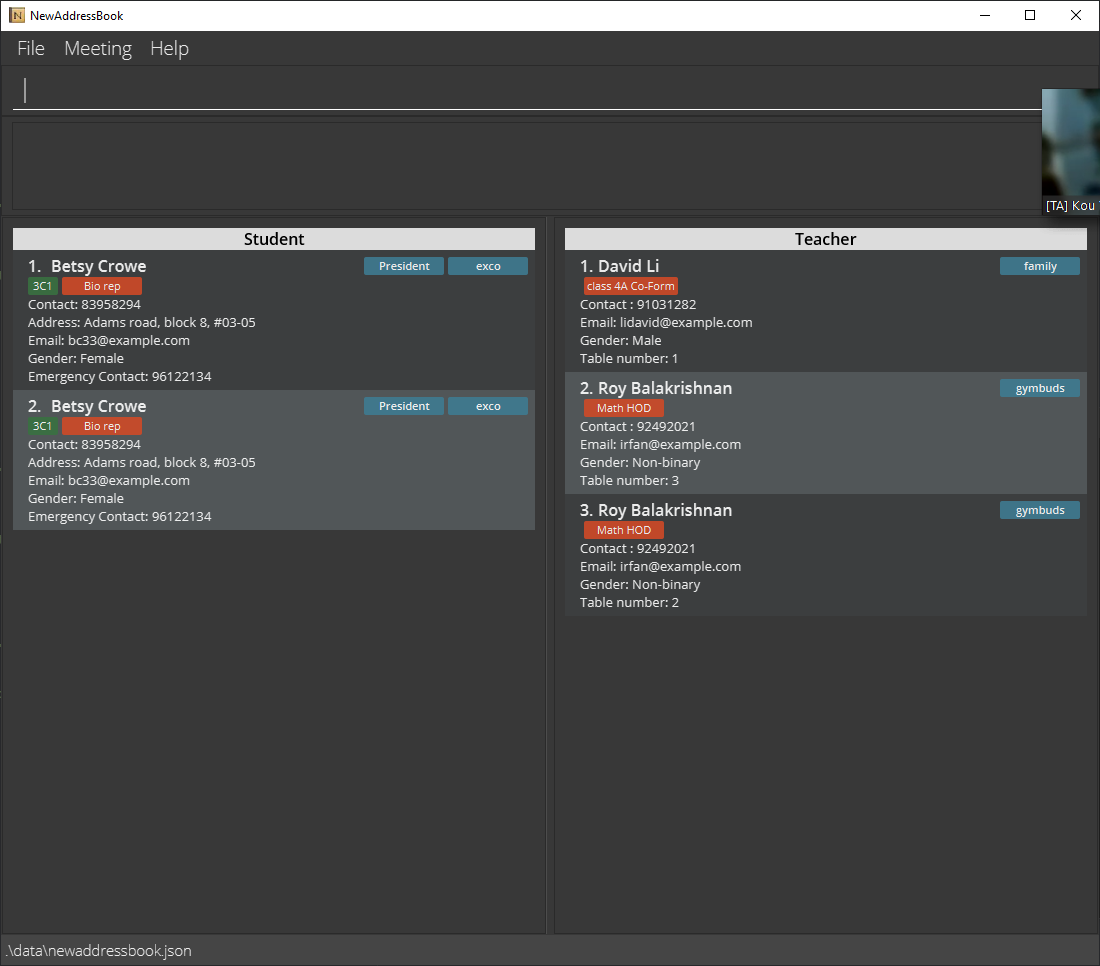 NewAddressBook
File Meeting Help
[TA] Kou
Student
1. Betsy Crowe President exco
3C1 Bio rep
Contact: 83958294
Address: Adams road, block 8, #03-05
Email: bc33@example.com
Gender: Female
Emergency Contact: 96122134
2. Betsy Crowe President exco
3C1 Bio rep
Contact: 83958294
Address: Adams road, block 8, #03-05
Email: bc33@example.com
Gender: Female
Emergency Contact: 96122134
Teacher
1. David Li family
class 4A Co-Form
Contact : 91031282
Email: lidavid@example.com
Gender: Male
Table number: 1
2. Roy Balakrishnan gymbuds
Math HOD
Contact : 92492021
Email: irfan@example.com
Gender: Non-binary
Table number: 3
3. Roy Balakrishnan gymbuds
Math HOD
Contact : 92492021
Email: irfan@example.com
Gender: Non-binary
Table number: 2
.\data\newaddressbook.json